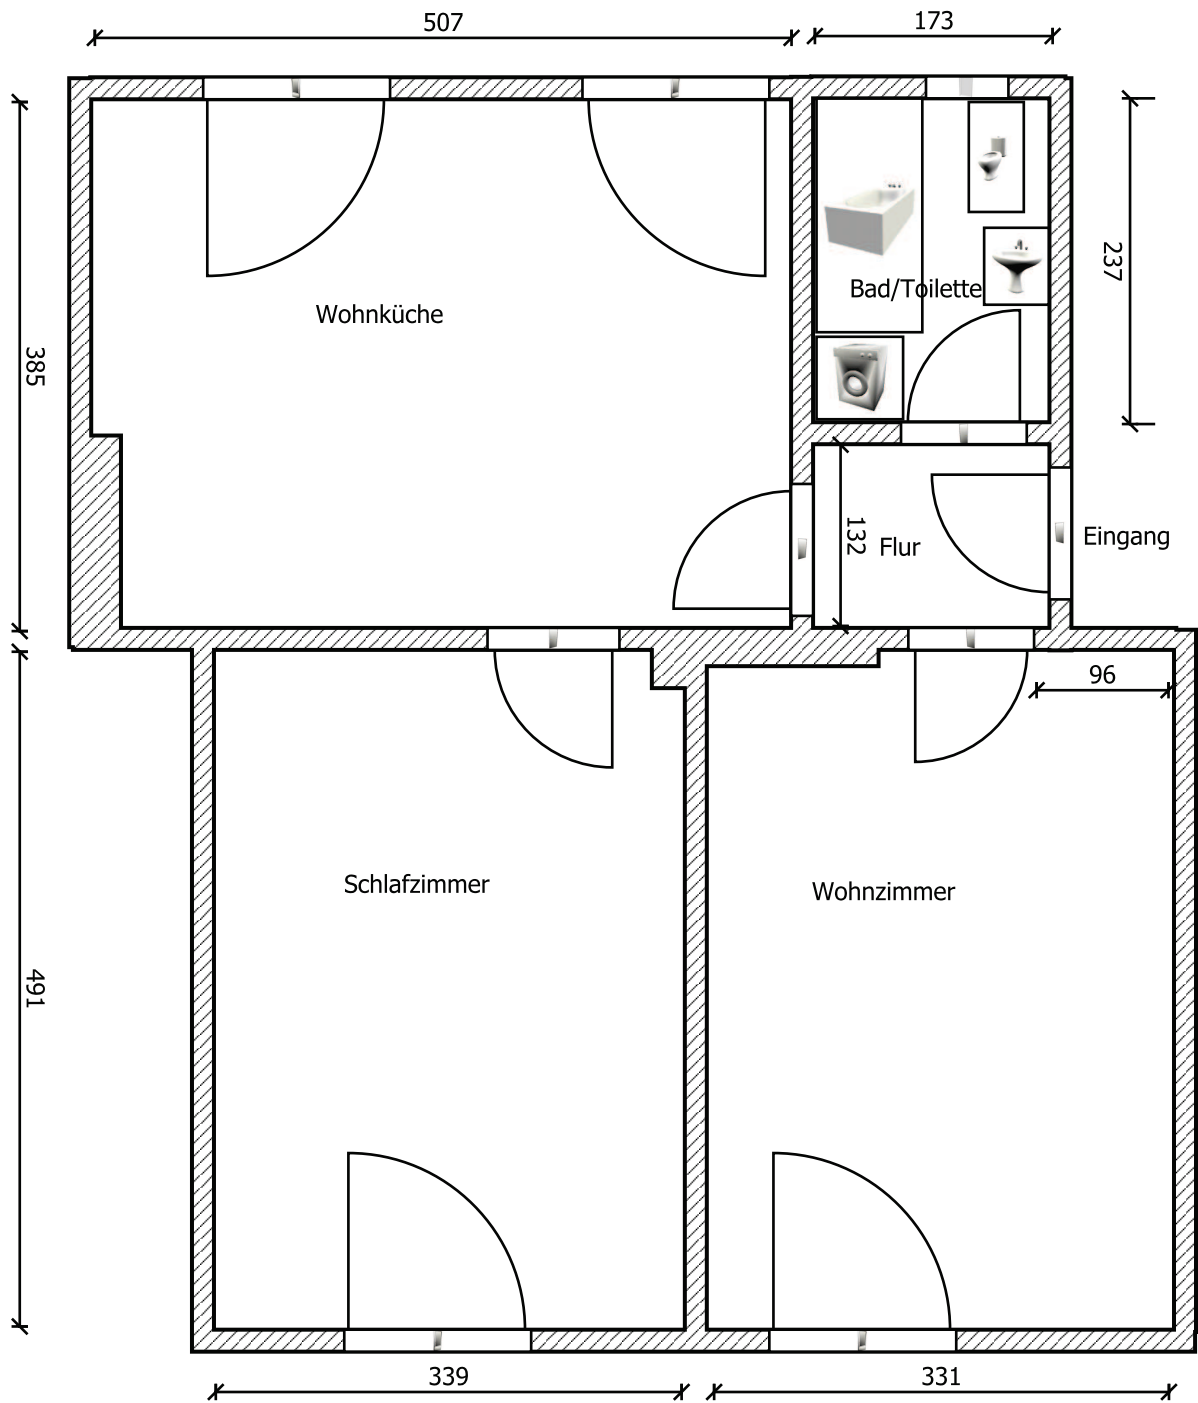 507
173
237
Bad/Toilette
Wohnküche
385
132
Flur
Eingang
96
Schlafzimmer
Wohnzimmer
491
339
331